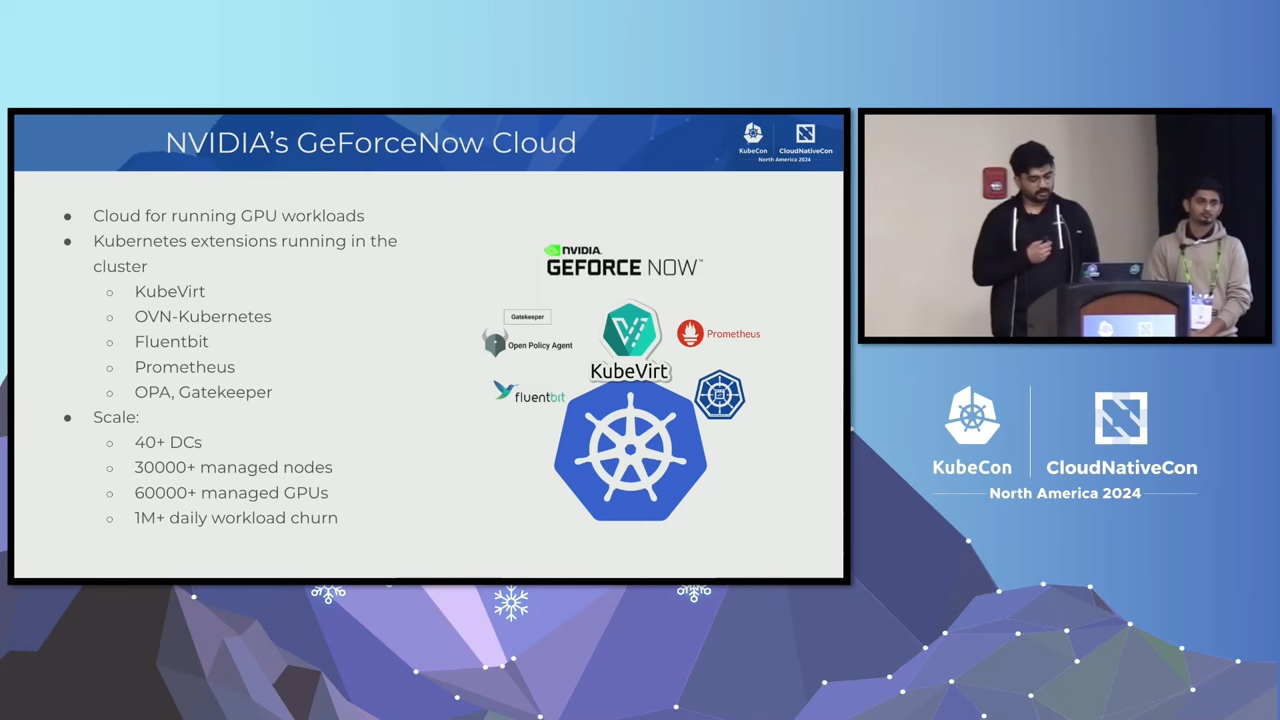 NVIDIA's GeForceNow Cloud
KubeCon
CloudNativeCon
North America 2024
● Cloud for running GPU workloads
● Kubernetes extensions running in the
cluster
○ KubeVirt
○ OVN-Kubernetes
○ Fluentbit
○ Prometheus
○ OPA, Gatekeeper
● Scale:
○ 40+ DCs
○ 30000+ managed nodes
○ 60000+ managed GPUs
○ 1M+ daily workload churn
NVIDIA.
GEFORCE NOW™
Gatekeeper
Open Policy Agent
KubeVirt
Prometheus
fluentbit
KubeCon
CloudNativeCon
North America 2024